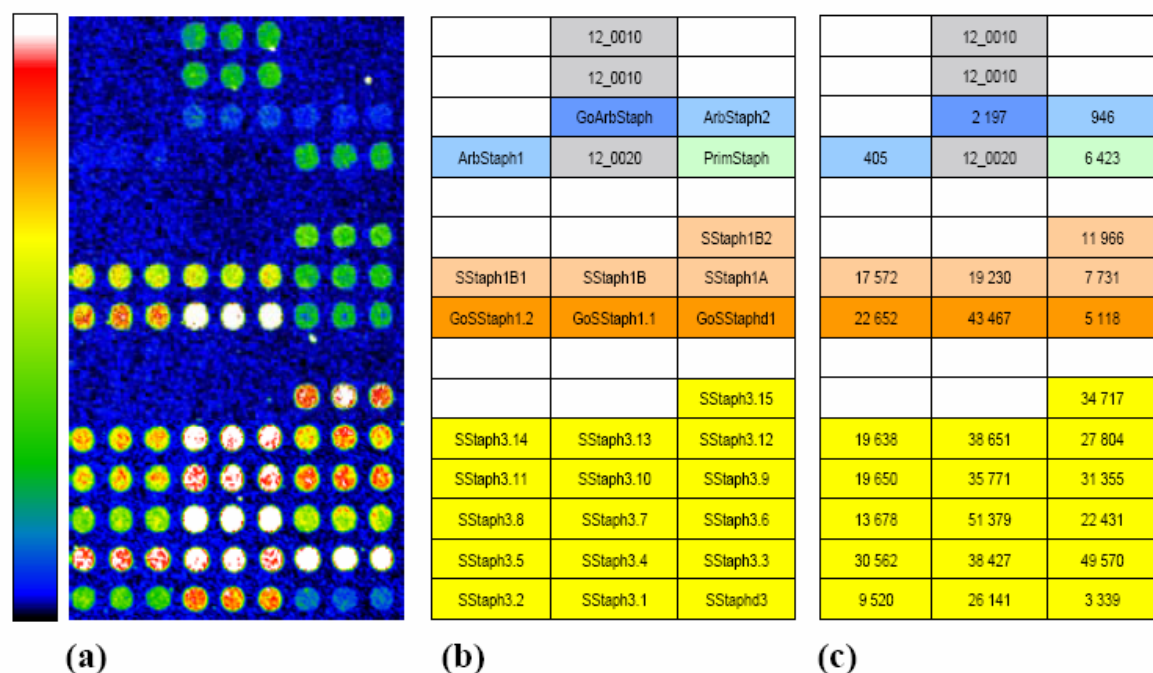 12_0010 12_0010
12_0010 12_0010
GoArbStaph ArbStaph2 2 197 946
ArbStaph1 12_0020 PrimStaph 405 12_0020 6 423
SStaph1B2 11 966
SStaph1B1 SStaph1B SStaph1A 17 572 19 230 7 731
GoSStaph1.2 GoSStaph1.1 GoSStaphd1 22 652 43 467 5 118
SStaph3.15 34 717
SStaph3.14 SStaph3.13 SStaph3.12 19 638 38 651 27 804
SStaph3.11 SStaph3.10 SStaph3.9 19 650 35 771 31 355
SStaph3.8 SStaph3.7 SStaph3.6 13 678 51 379 22 431
SStaph3.5 SStaph3.4 SStaph3.3 30 562 38 427 49 570
SStaph3.2 SStaph3.1 SStaphd3 9 520 26 141 3 339
(a) (b) (c)